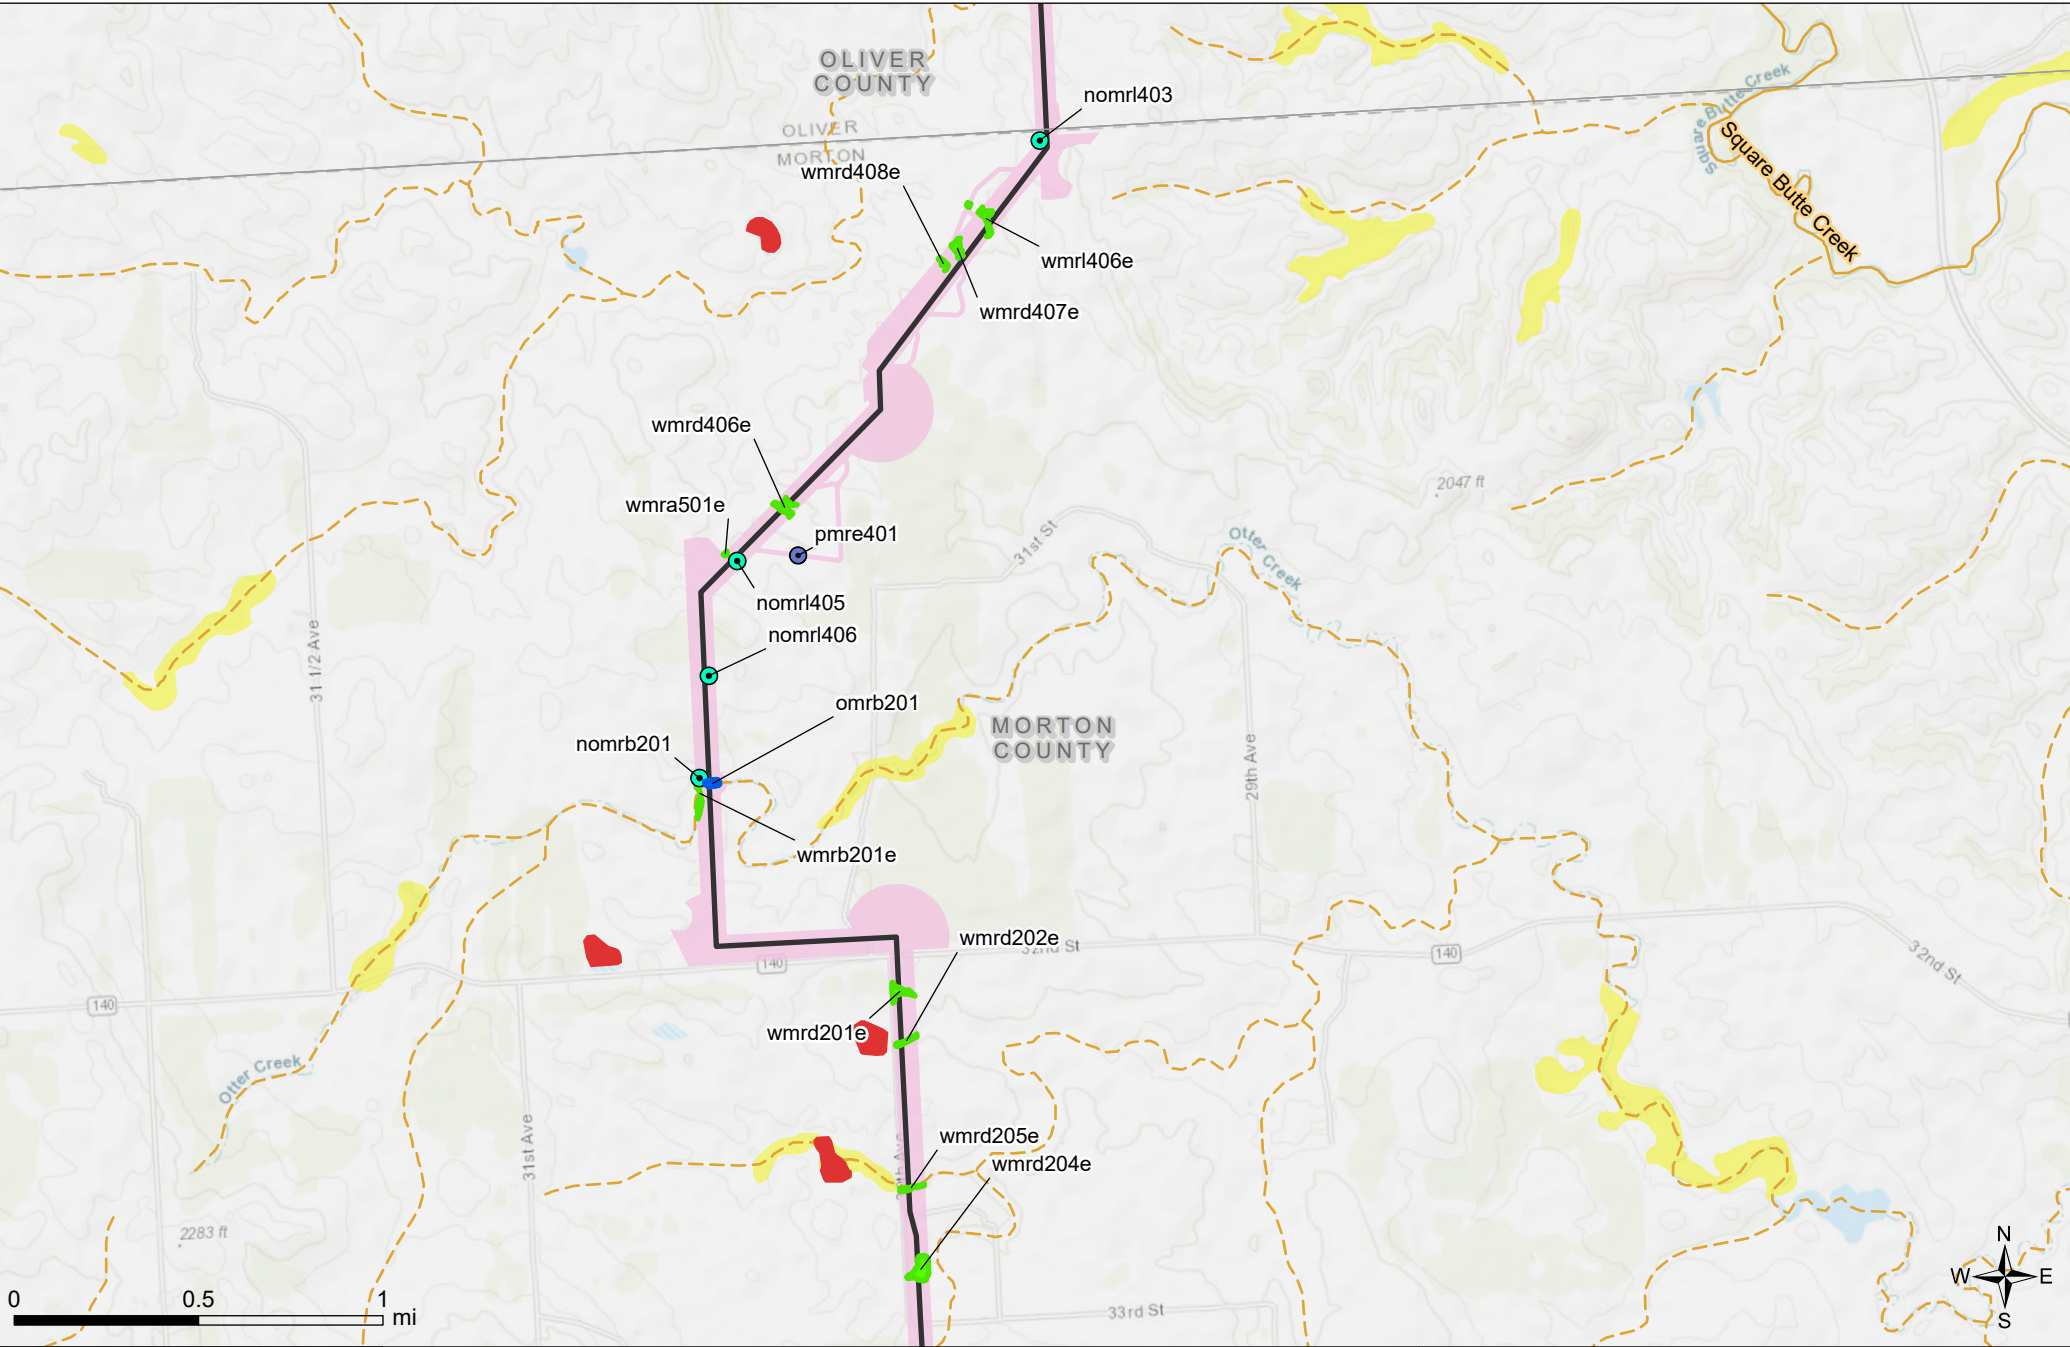 OLIVER
COUNTY
Square Butte Creek
nomrl403
Square Butte Creek
OLIVER
MORTON
wmrd408e
wmrl406e
wmrd407e
wmrd406e
2047 ft
wmra501e
pmre401
31st St
Otter Creek
nomrl405
nomrl406
31 1/2 Ave
omrb201
MORTON
COUNTY
nomrb201
29th Ave
wmrb201e
wmrd202e
32nd St
140
140
32nd St
140
wmrd201e
Otter Creek
31st Ave
wmrd205e
wmrd204e
2283 ft
N
W
E
S
0
0.5
1
mi
33rd St